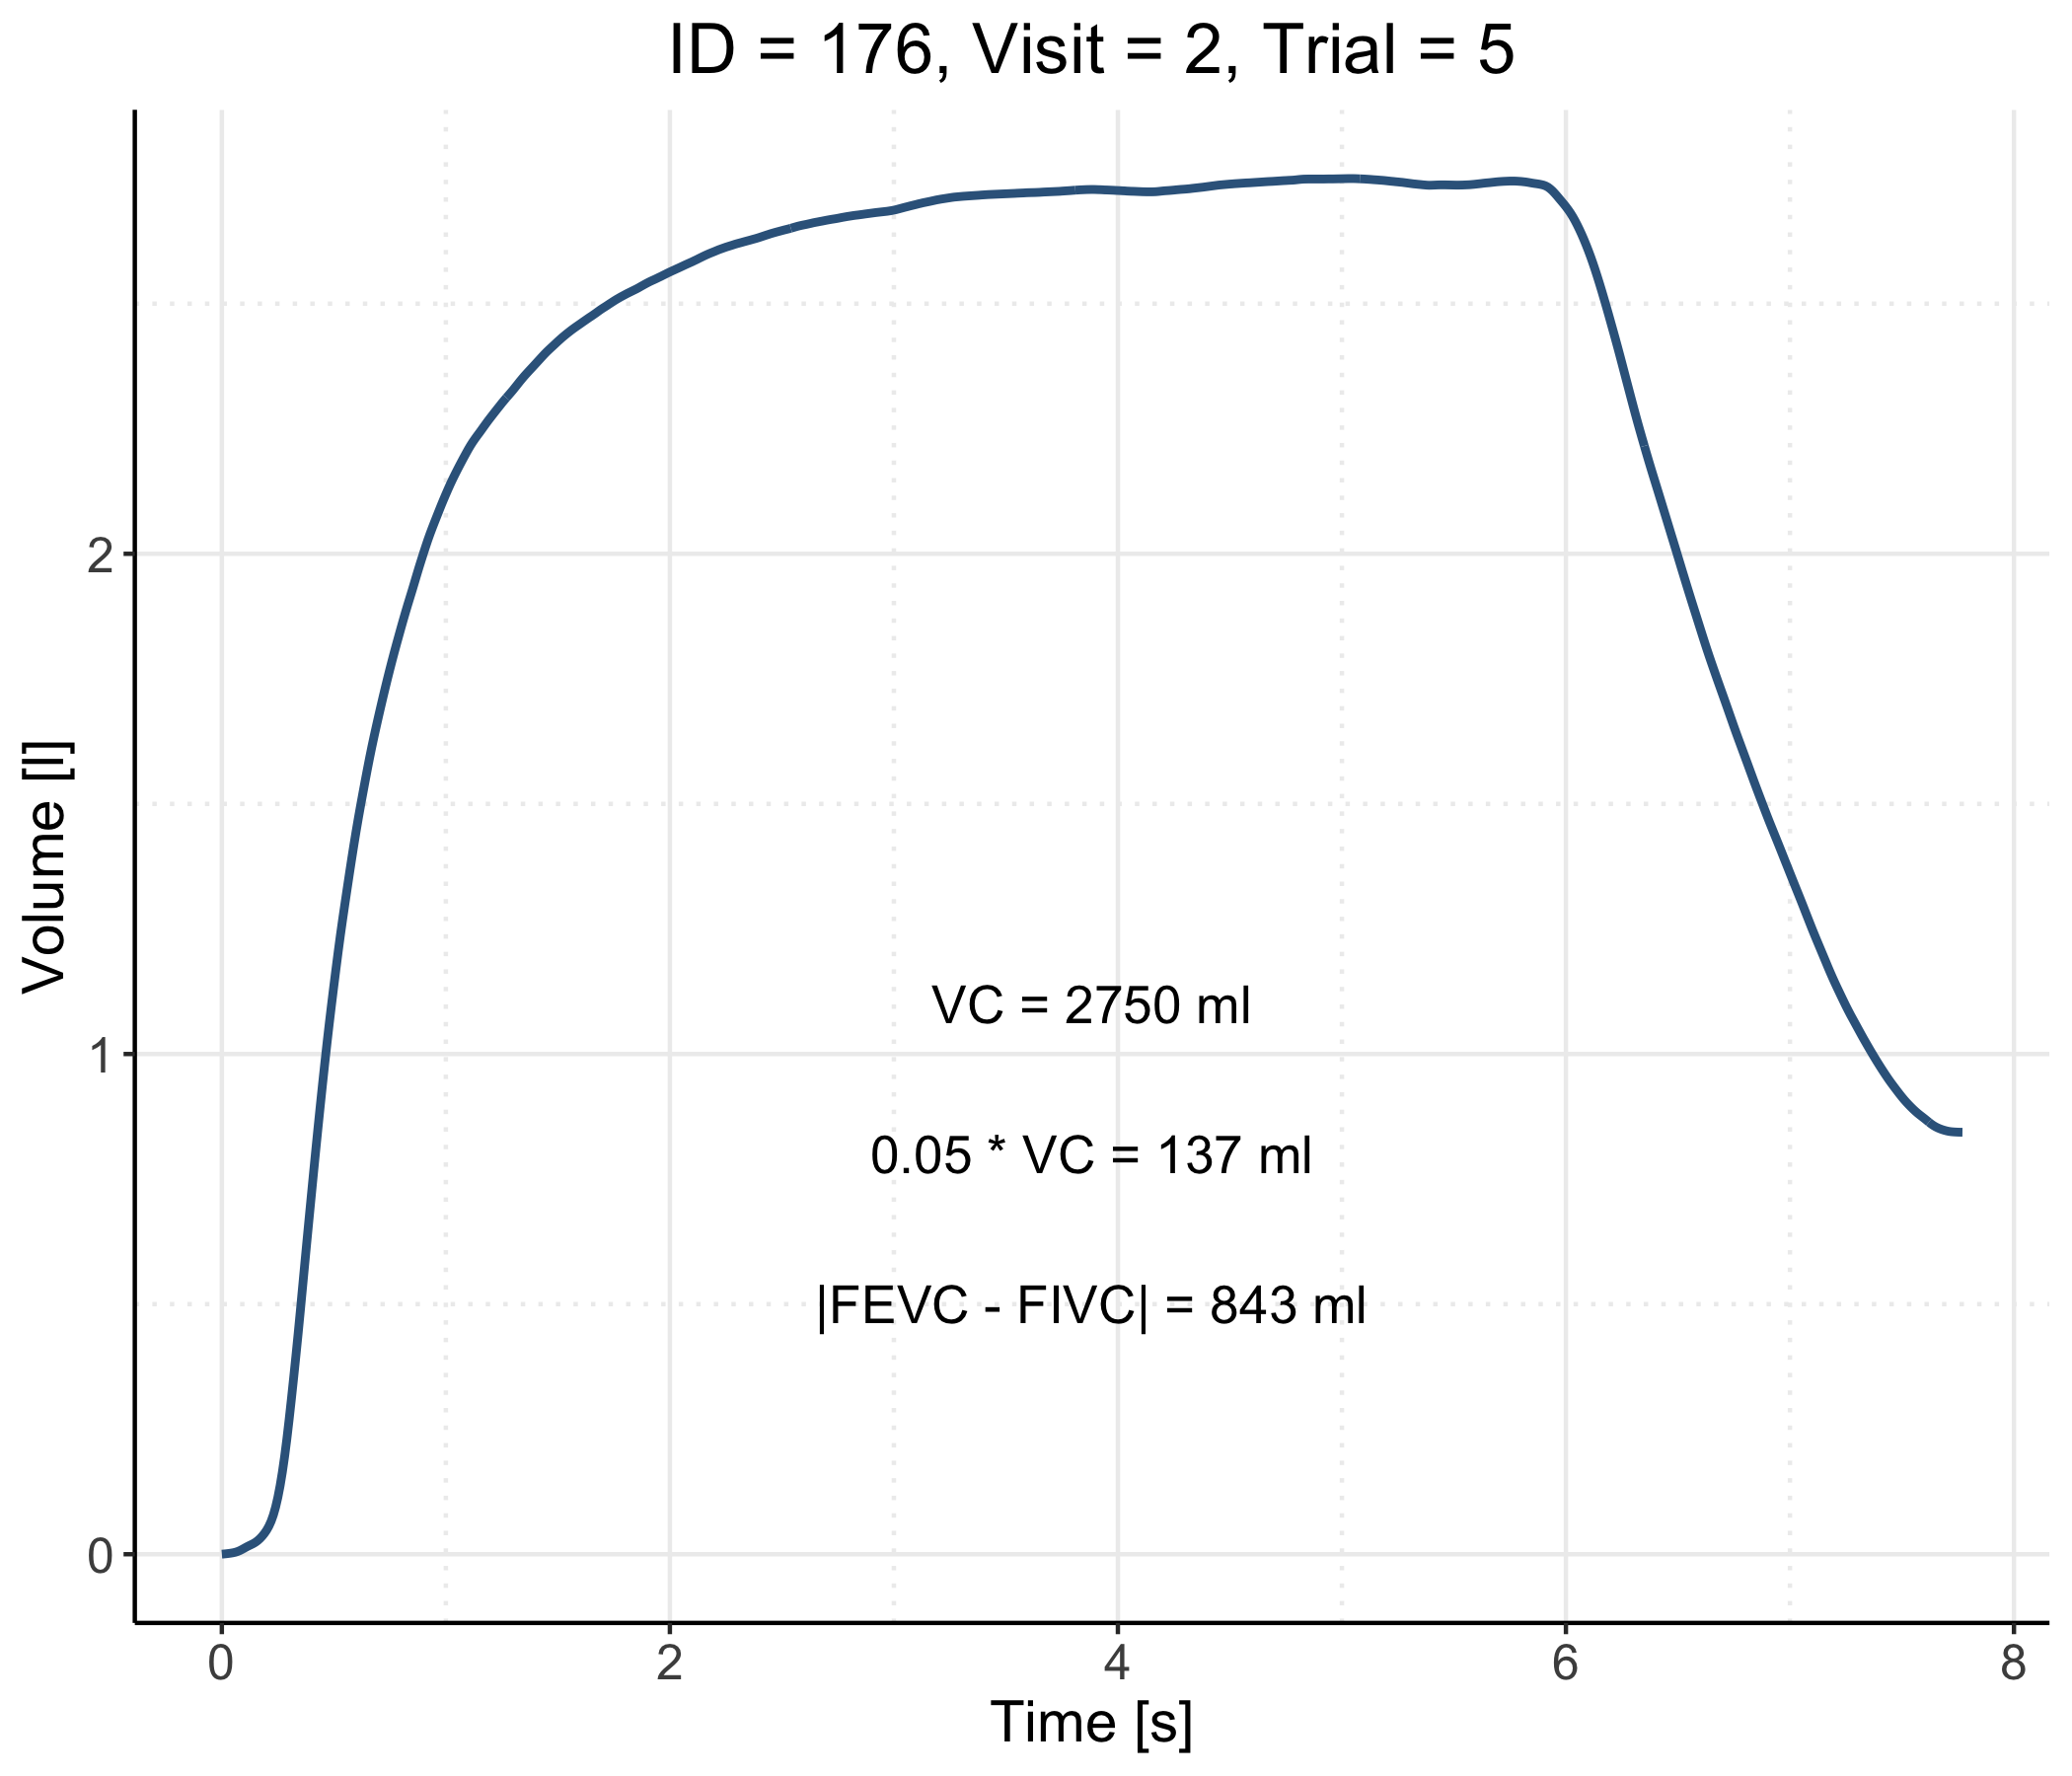 ID = 176, Visit = 2, Trial = 5
Volume [l]
2
1
0
VC = 2750 ml
0.05 * VC = 137 ml
|FEVC - FIVC| = 843 ml
0 2 4 6 8
Time [s]